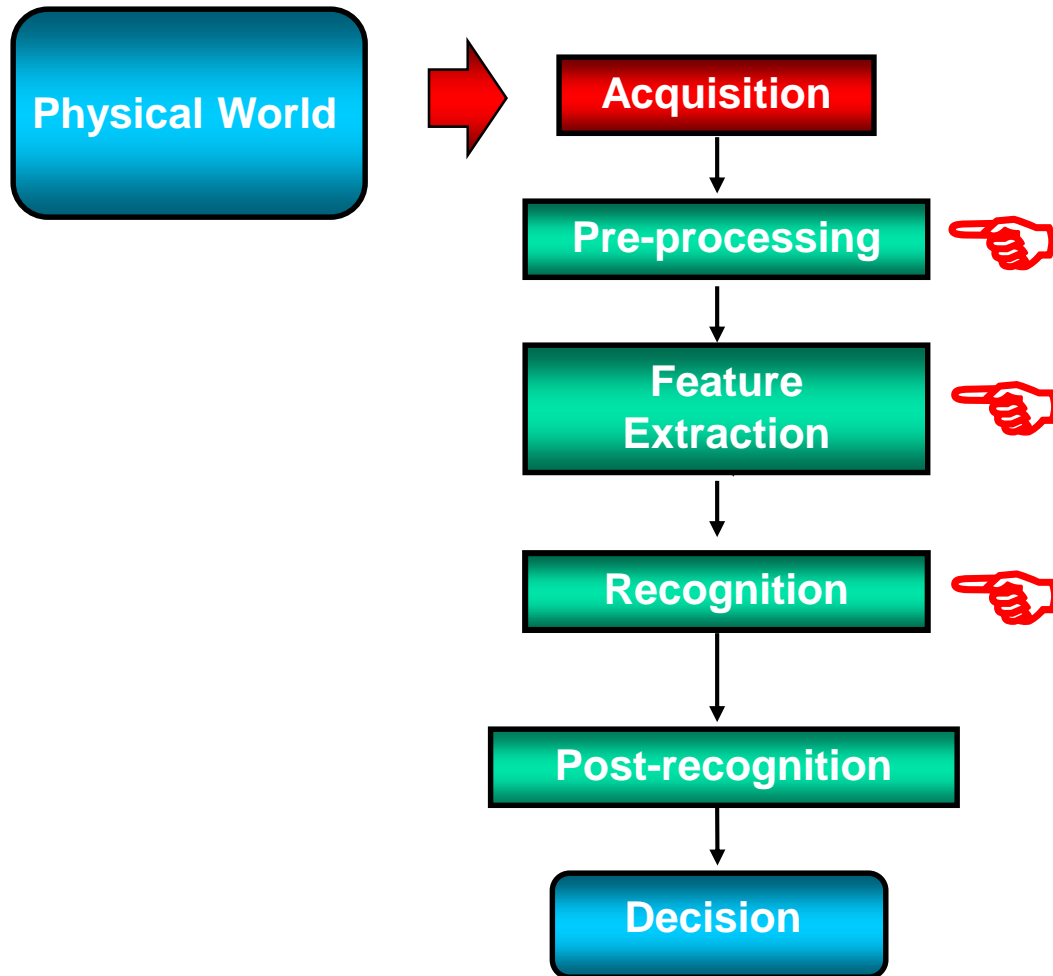 Physical World
Acquisition
Pre-processing
Feature
Extraction
Recognition
Post-recognition
Decision